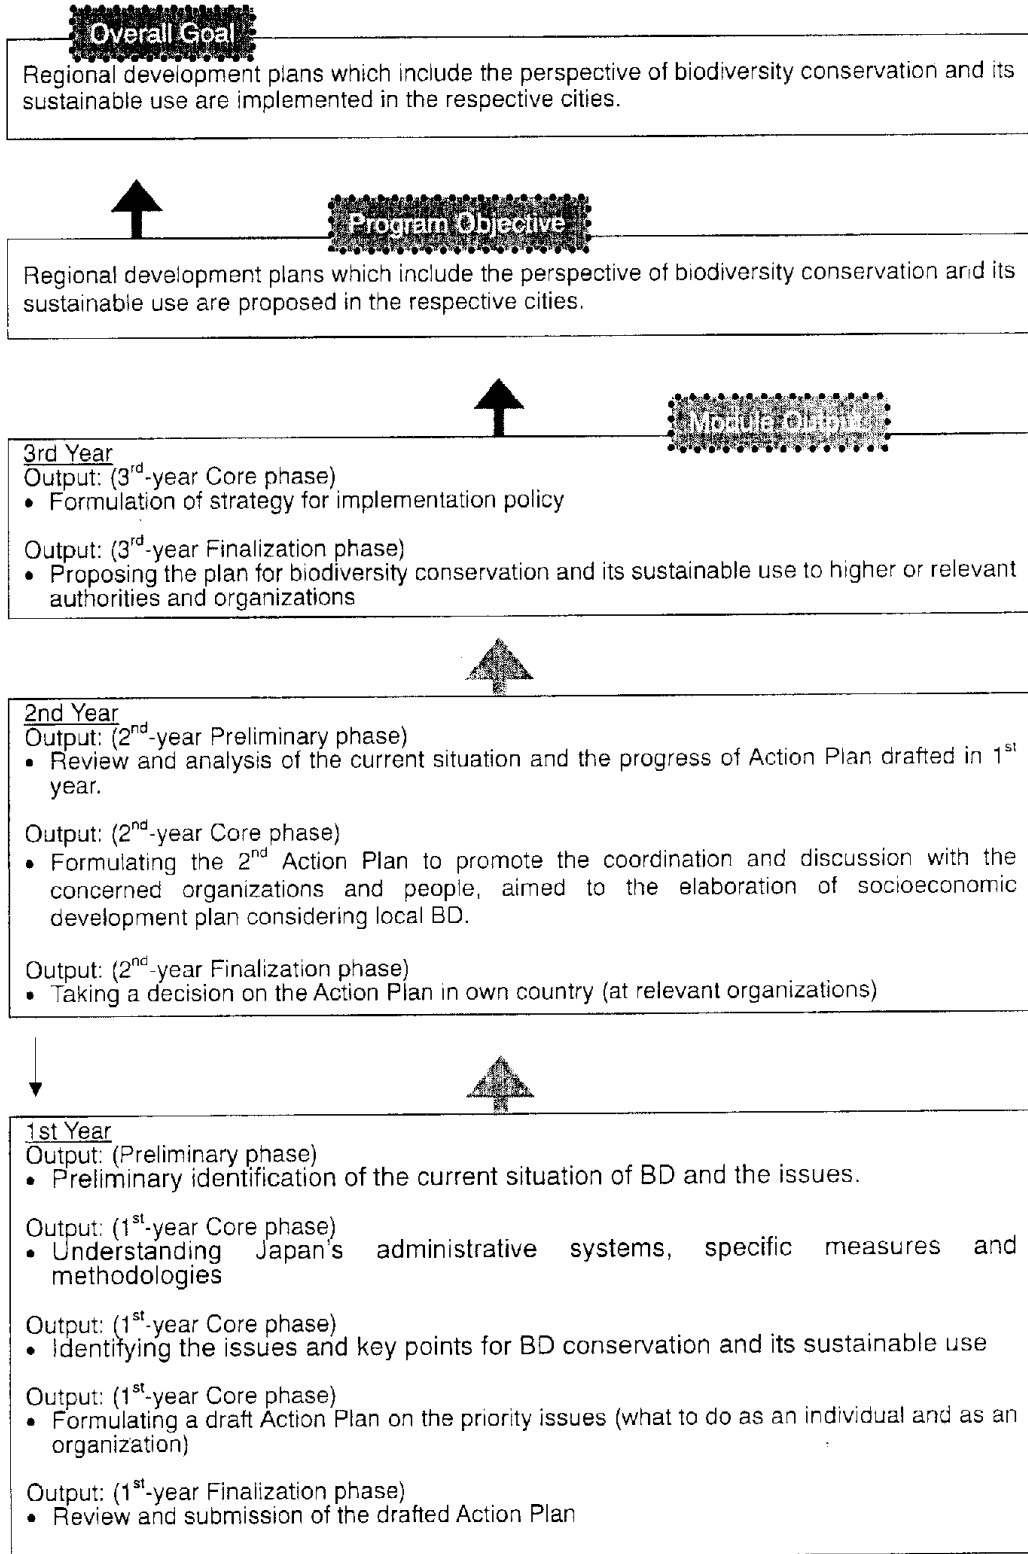 Overall Goal
Regional development plans which include the perspective of biodiversity conservation and its
sustainable use are implemented in the respective cities.
Program Objective
Regional development plans which include the perspective of biodiversity conservation and its
sustainable use are proposed in the respective cities.
Module Output
3rd Year
Output: (3rd-year Core phase)
• Formulation of strategy for implementation policy
Output: (3rd-year Finalization phase)
• Proposing the plan for biodiversity conservation and its sustainable use to higher or relevant
authorities and organizations
2nd Year
Output: (2nd-year Preliminary phase)
• Review and analysis of the current situation and the progress of Action Plan drafted in 1st
year.
Output: (2nd-year Core phase)
• Formulating the 2nd Action Plan to promote the coordination and discussion with the
concerned organizations and people, aimed to the elaboration of socioeconomic
development plan considering local BD.
Output: (2nd-year Finalization phase)
• Taking a decision on the Action Plan in own country (at relevant organizations)
1st Year
Output: (Preliminary phase)
• Preliminary identification of the current situation of BD and the issues.
Output: (1st-year Core phase)
• Understanding Japan's administrative systems, specific measures and
methodologies
Output: (1st-year Core phase)
• Identifying the issues and key points for BD conservation and its sustainable use
Output: (1st-year Core phase)
• Formulating a draft Action Plan on the priority issues (what to do as an individual and as an
organization)
Output: (1st-year Finalization phase)
• Review and submission of the drafted Action Plan